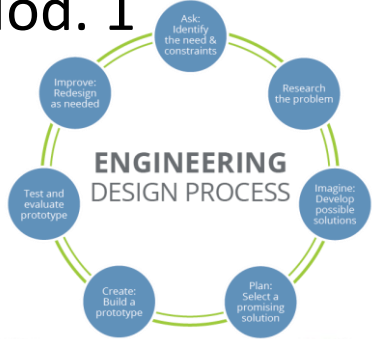 Mod. 1
Ask:
Identify
the need &
constraints
Research
the problem
Imagine:
Develop
possible
solutions
Plan:
Select a
promising
solution
Create:
Build a
prototype
Test and
evaluate
prototype
Improve:
Redesign
as needed
ENGINEERING
DESIGN PROCESS